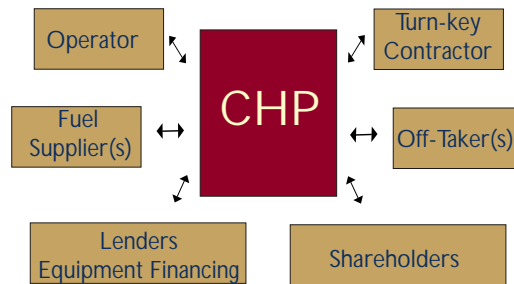 Operator
Turn-key
Contractor
CHP
Fuel
Supplier(s)
Off-Taker(s)
Lenders
Equipment Financing
Shareholders